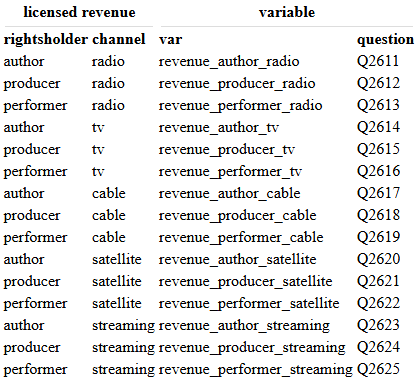 licensed revenue variable
rightsholder channel var question
author radio revenue_author_radio Q2611
producer radio revenue_producer_radio Q2612
performer radio revenue_performer_radio Q2613
author tv revenue_author_tv Q2614
producer tv revenue_producer_tv Q2615
performer tv revenue_performer_tv Q2616
author cable revenue_author_cable Q2617
producer cable revenue_producer_cable Q2618
performer cable revenue_performer_cable Q2619
author satellite revenue_author_satellite Q2620
producer satellite revenue_producer_satellite Q2621
performer satellite revenue_performer_satellite Q2622
author streaming revenue_author_streaming Q2623
producer streaming revenue_producer_streaming Q2624
performer streaming revenue_performer_streaming Q2625